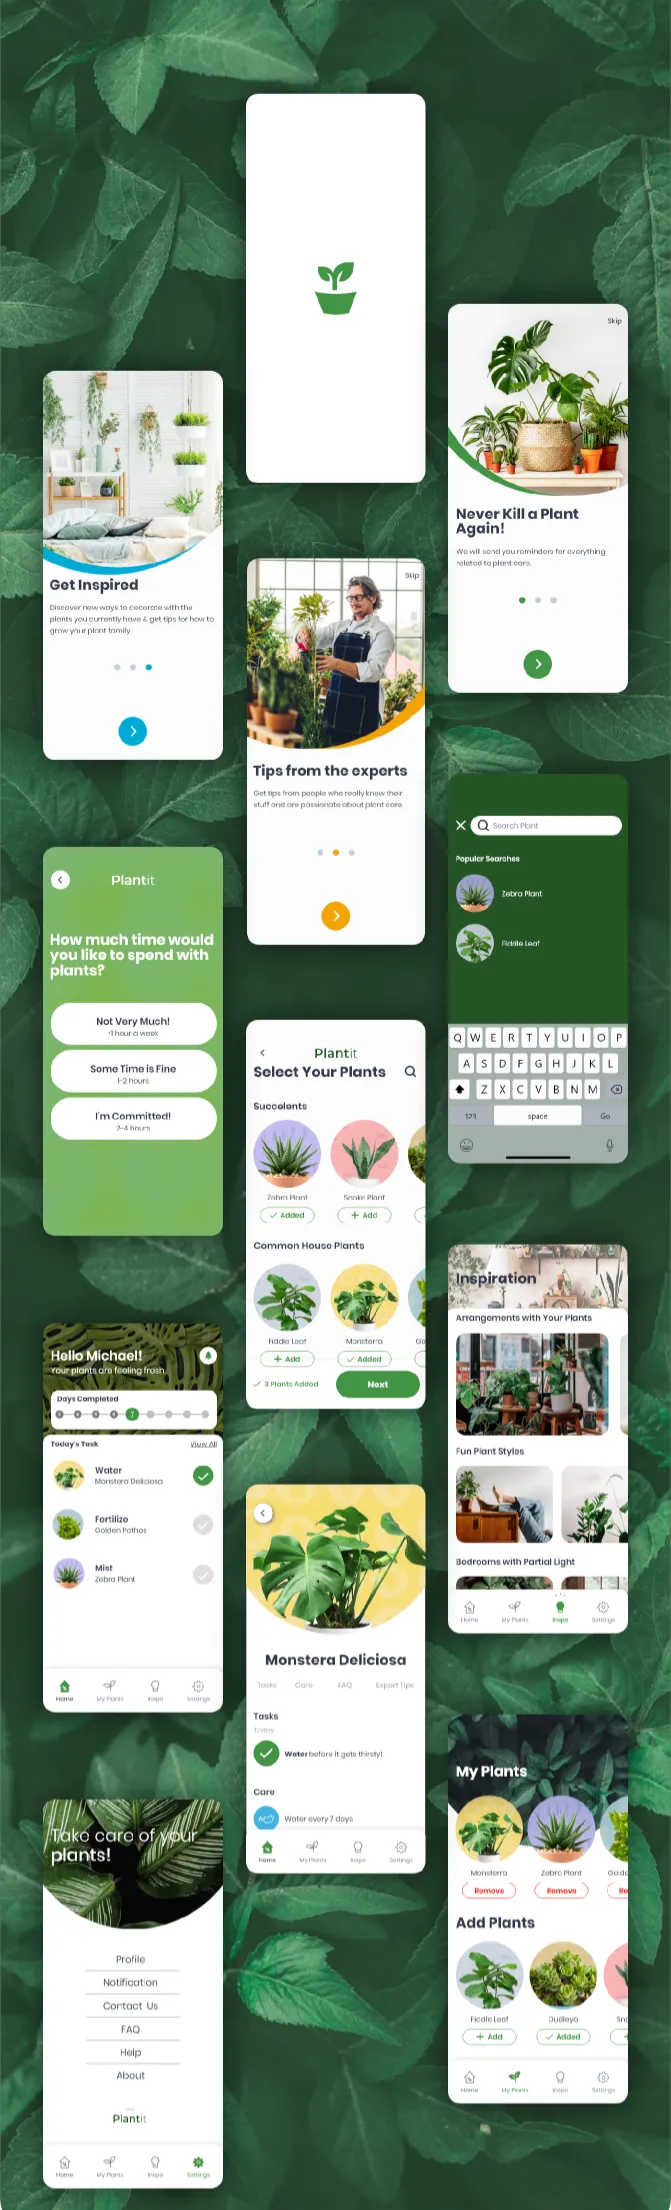 Skip
Never Kill a Plant
Again!
We will send you reminders for everything
related to plant care.
Get Inspired
Discover new ways to decorate with the
plants you currently have & get tips for how to
grow your plant family
Skip
Tips from the experts
Get tips from people who really know their
stuff and are passionate about plant care.
Search Plant
Popular Searches
Zebra Plant
Fiddle Leaf
Q W E R T Y U I O P
A S D F G H J K L
Z X C V B N M
123 space Go
Plantit
How much time would
you like to spend with
plants?
Not Very Much!
-1 hour a week
Some Time is Fine
1-2 hours
I'm Committed!
2-4 hours
Plantit
Select Your Plants
Succulents
Zebra Plant Snake Plant
Added Add
Common House Plants
Fiddle Leaf Monsterra
Add Added
3 Plants Added Next
Inspiration
Arrangements with Your Plants
Fun Plant Styles
Bedrooms with Partial Light
Home My Plants Inspo Settings
Hello Michael!
Your plants are feeling fresh
Days Completed
7
Today's Task View All
Water
Monstera Deliciosa
Fertilize
Golden Pothos
Mist
Zebra Plant
Home My Plants Inspo Settings
Monstera Deliciosa
Tasks Care FAQ Expert Tips
Tasks
Today
Water before it gets thirsty!
Care
Water every 7 days
Home My Plants Inspo Settings
My Plants
Monsterra Zebra Plant Golde
Remove Remove Re
Add Plants
Fiddle Leaf Dudleya Sna
Add Added
Home My Plants Inspo Settings
Take care of your
plants!
Profile
Notification
Contact Us
FAQ
Help
About
Plantit
Home My Plants Inspo Settings